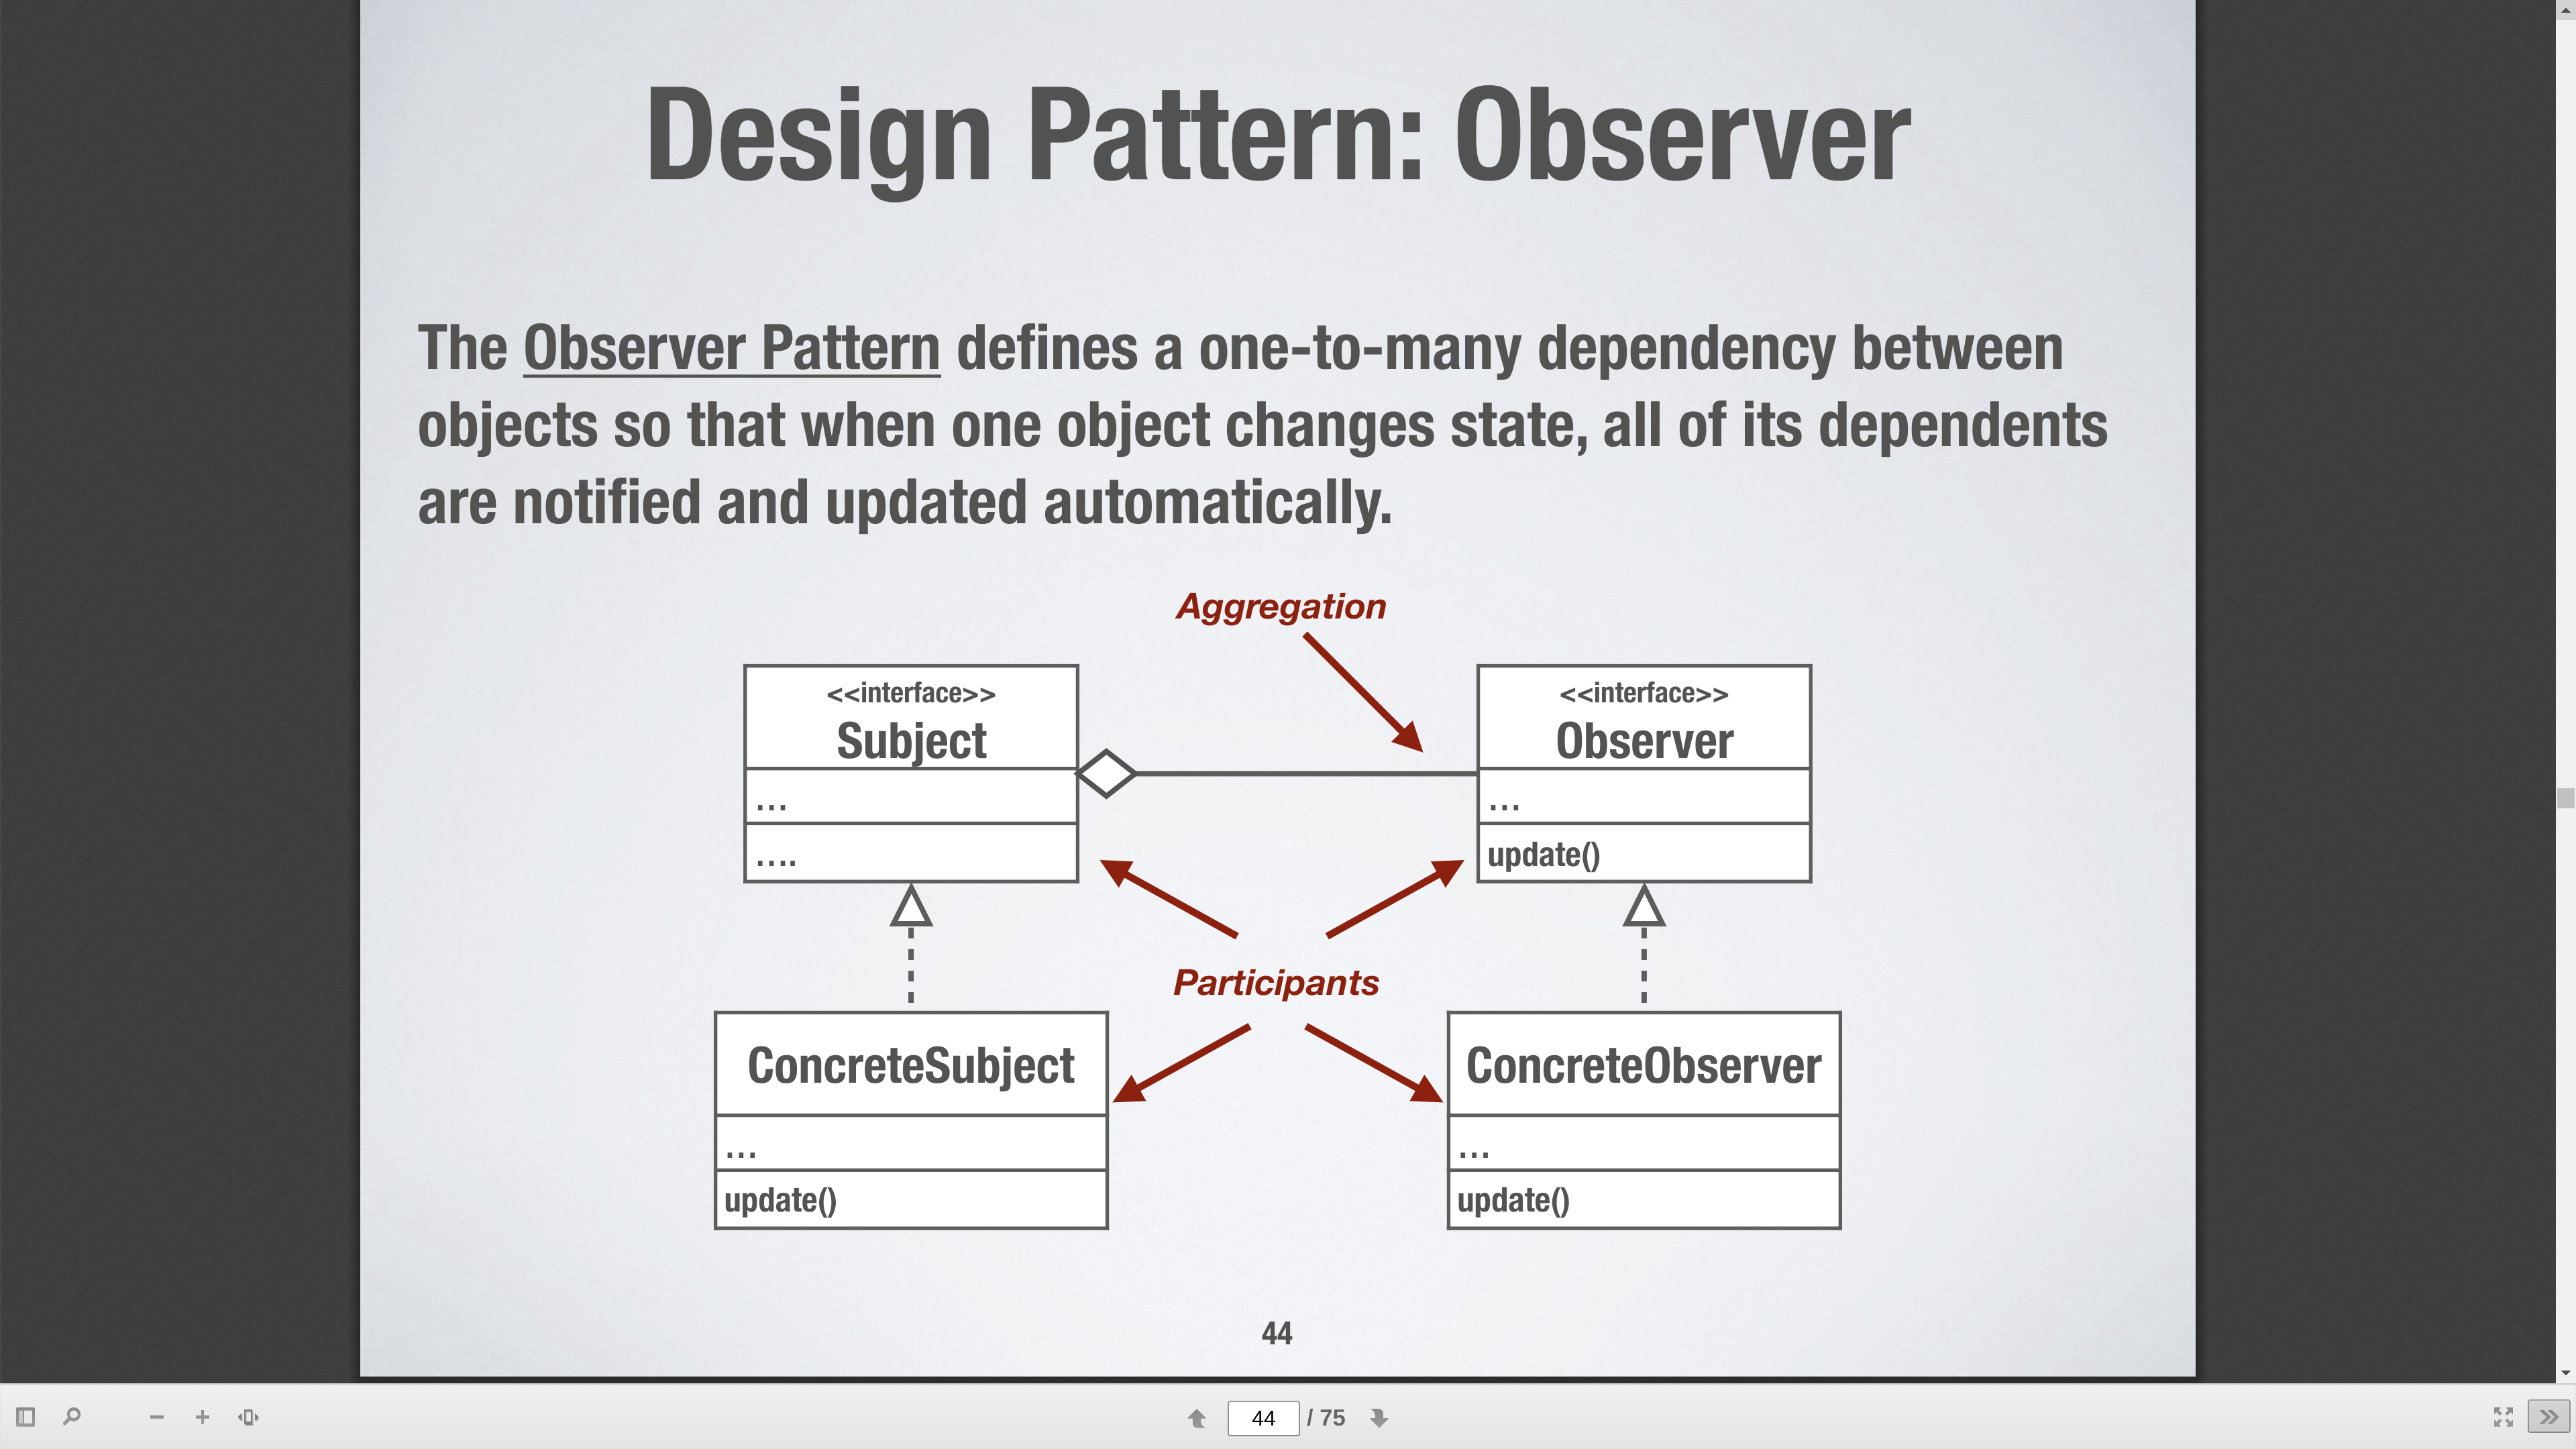 Design Pattern: Observer
The Observer Pattern defines a one-to-many dependency between
objects so that when one object changes state, all of its dependents
are notified and updated automatically.
Aggregation
<<interface>>
Subject
…
….
<<interface>>
Observer
…
update()
Participants
ConcreteSubject
…
update()
ConcreteObserver
…
update()
44
44 / 75